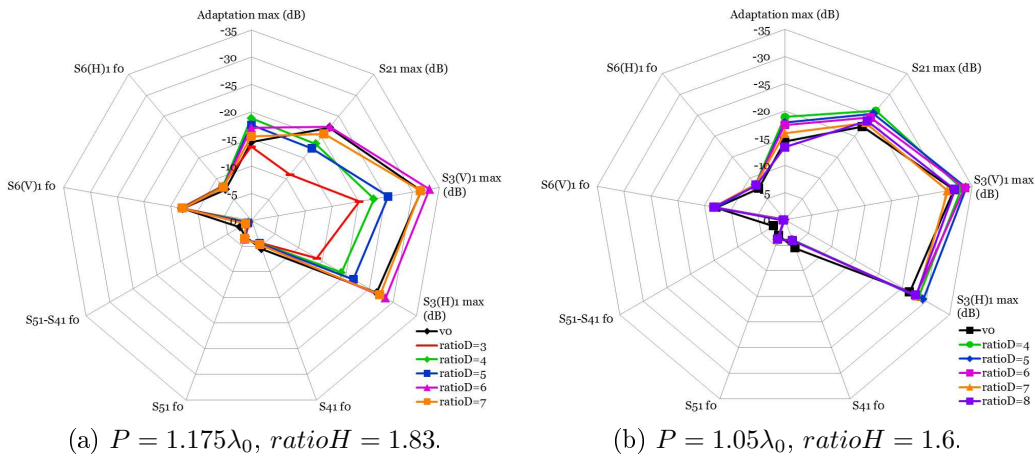 Adaptation max (dB)
-35
-30
-25
-20
-15
-10
-5
0
S21 max (dB)
S3(V)1 max
(dB)
S3(H)1 max
(dB)
S41 fo
S51 fo
S51-S41 fo
S6(V)1 fo
S6(H)1 fo
v0
ratioD=3
ratioD=4
ratioD=5
ratioD=6
ratioD=7
(a) P = 1.175λ₀, ratioH = 1.83.
Adaptation max (dB)
-35
-30
-25
-20
-15
-10
-5
0
S21 max (dB)
S3(V)1 max
(dB)
S3(H)1 max
(dB)
S41 fo
S51 fo
S51-S41 fo
S6(V)1 fo
S6(H)1 fo
v0
ratioD=4
ratioD=5
ratioD=6
ratioD=7
ratioD=8
(b) P = 1.05λ₀, ratioH = 1.6.